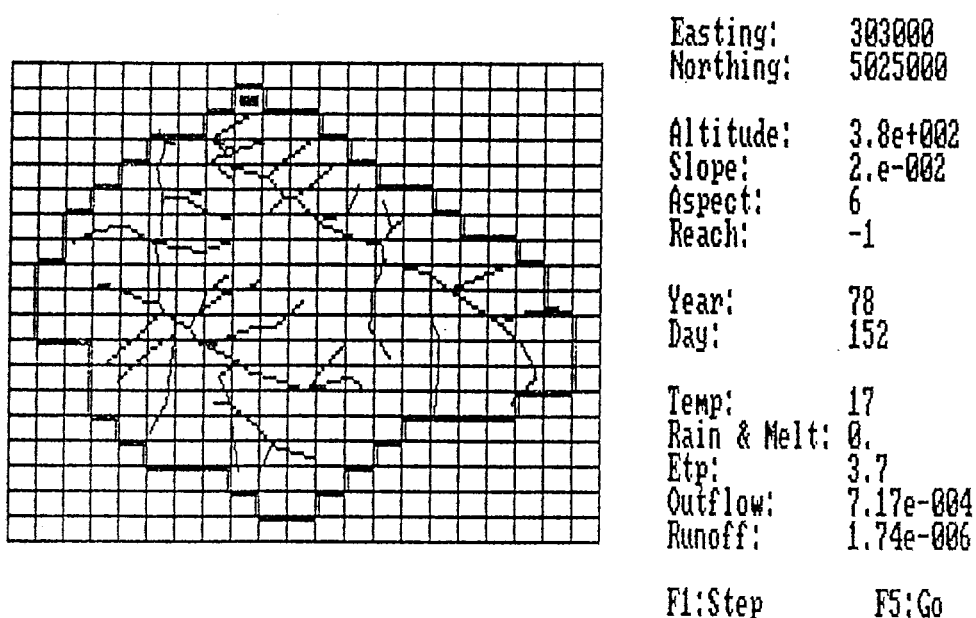 Easting: 303000
Northing: 5025000
Altitude: 3.8e+002
Slope: 2.e-002
Aspect: 6
Reach: -1
Year: 78
Day: 152
Temp: 17
Rain & Melt: 0.
Etp: 3.7
Outflow: 7.17e-004
Runoff: 1.74e-006
F1:Step F5:Go